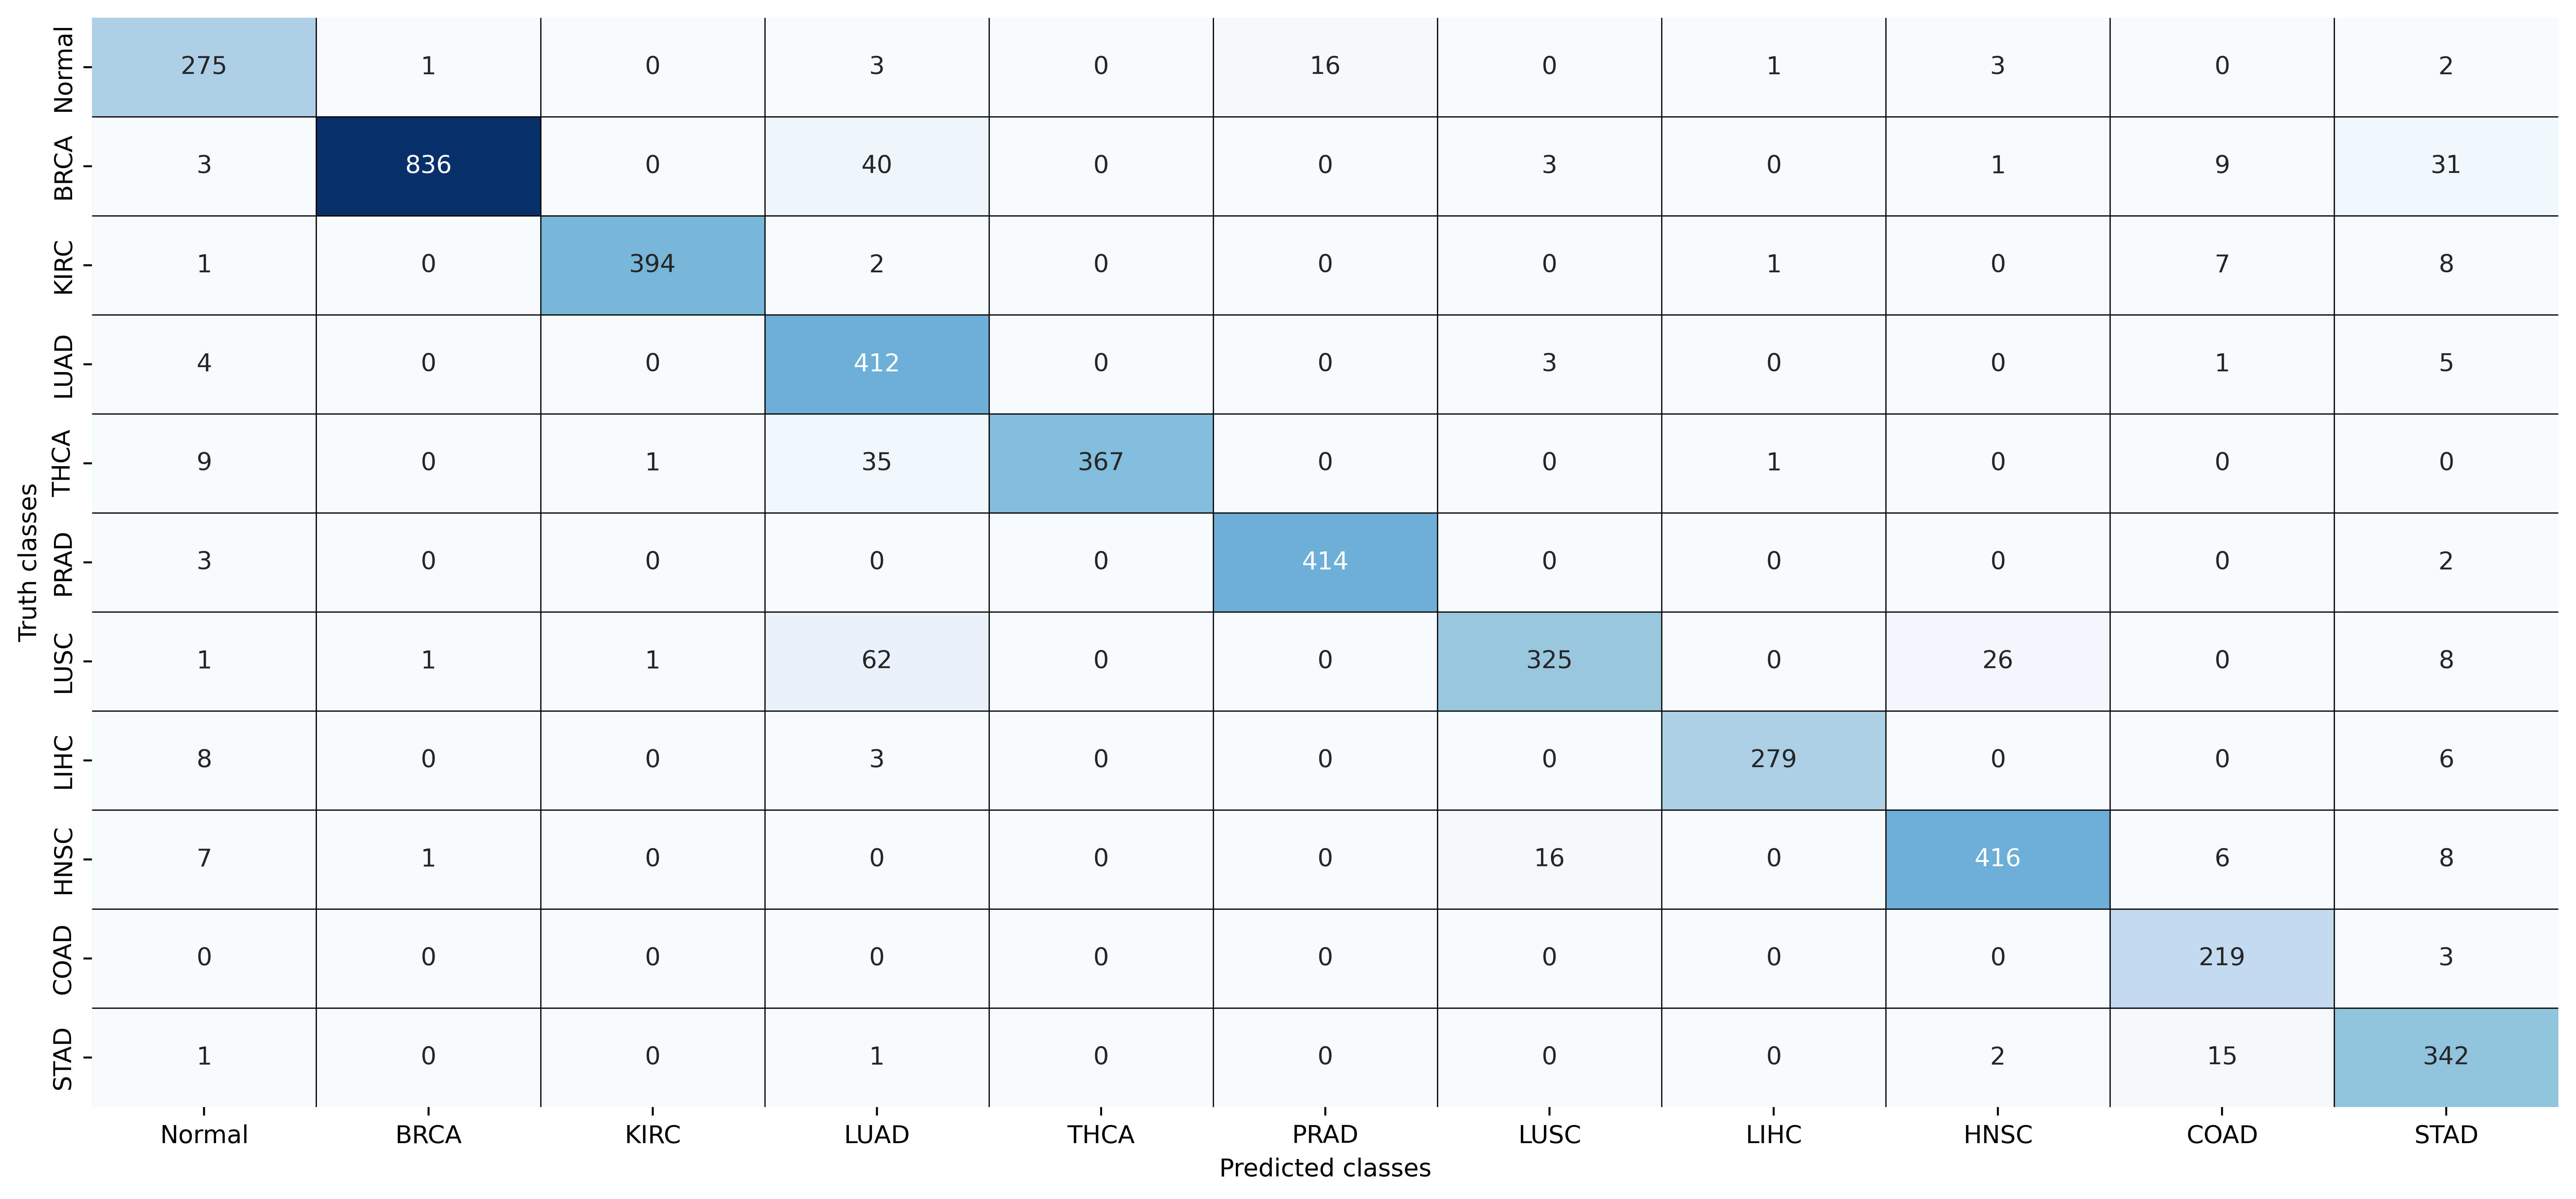 Truth classes
Normal 275 1 0 3 0 16 0 1 3 0 2
BRCA 3 836 0 40 0 0 3 0 1 9 31
KIRC 1 0 394 2 0 0 0 1 0 7 8
LUAD 4 0 0 412 0 0 3 0 0 1 5
THCA 9 0 1 35 367 0 0 1 0 0 0
PRAD 3 0 0 0 0 414 0 0 0 0 2
LUSC 1 1 1 62 0 0 325 0 26 0 8
LIHC 8 0 0 3 0 0 0 279 0 0 6
HNSC 7 1 0 0 0 0 16 0 416 6 8
COAD 0 0 0 0 0 0 0 0 0 219 3
STAD 1 0 0 1 0 0 0 0 2 15 342
Normal BRCA KIRC LUAD THCA PRAD LUSC LIHC HNSC COAD STAD
Predicted classes